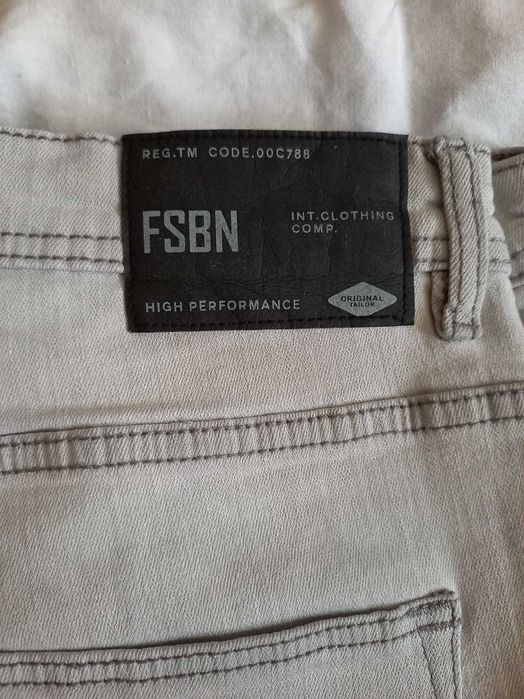 REG.TM CODE.00C788
FSBN
INT.CLOTHING
COMP.
HIGH PERFORMANCE
ORIGINAL
TAILOR